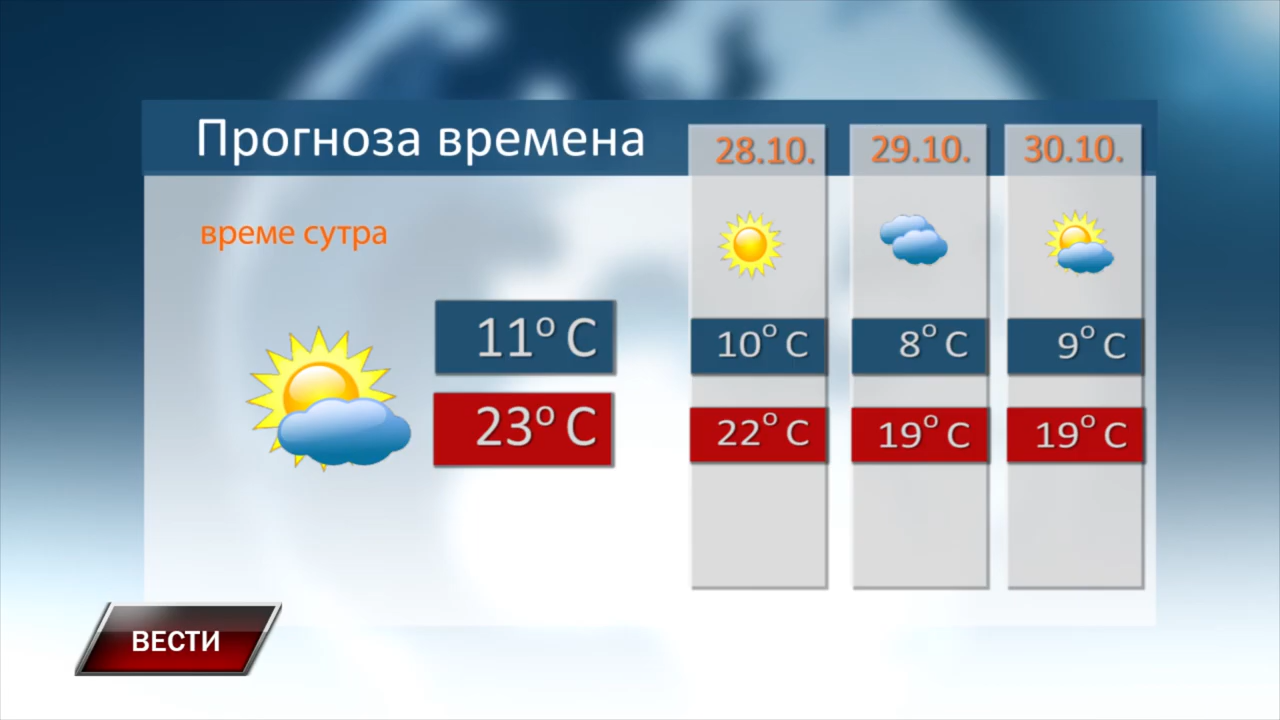 Прогноза времена
28.10.
29.10.
30.10.
време сутра
11° C
23° C
10° C
8° C
9° C
22° C
19° C
19° C
ВЕСТИ